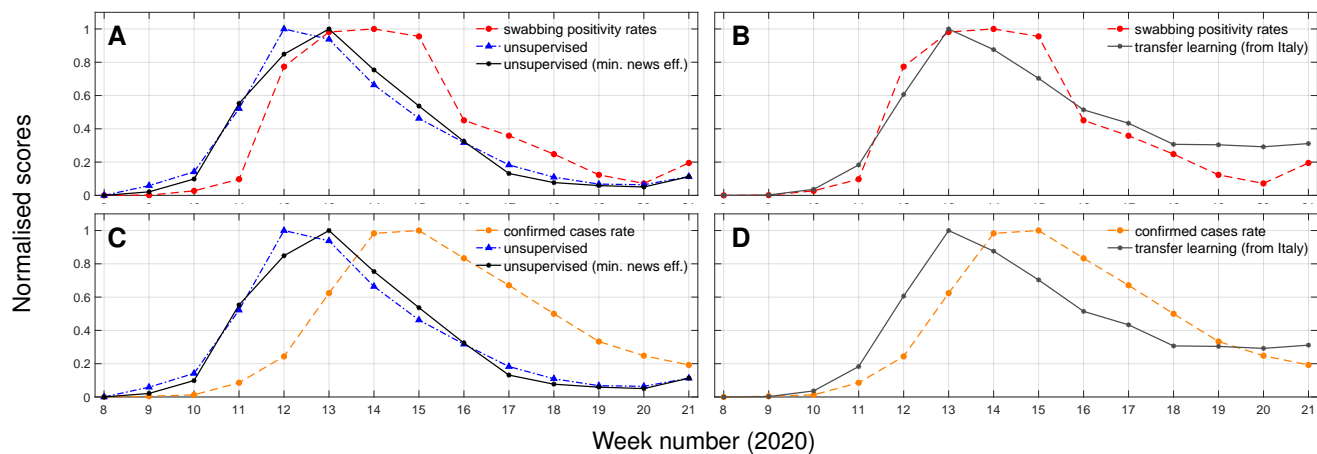 A
swabbing positivity rates
unsupervised
unsupervised (min. news eff.)
B
swabbing positivity rates
transfer learning (from Italy)
1
0.8
0.6
0.4
0.2
0
Normalised scores
C
confirmed cases rate
unsupervised
unsupervised (min. news eff.)
D
confirmed cases rate
transfer learning (from Italy)
1
0.8
0.6
0.4
0.2
0
8 9 10 11 12 13 14 15 16 17 18 19 20 21
8 9 10 11 12 13 14 15 16 17 18 19 20 21
Week number (2020)